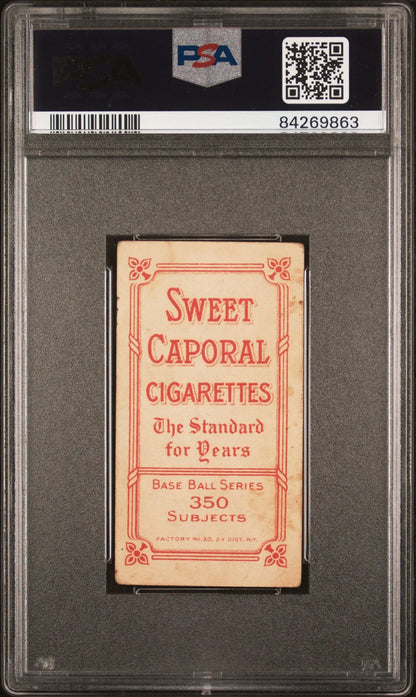 PSA
84269863
SWEET
CAPORAL
CIGARETTES
The Standard
for Years
BASE BALL SERIES
350
SUBJECTS
FACTORY No. 30, 2d DIST. N.Y.